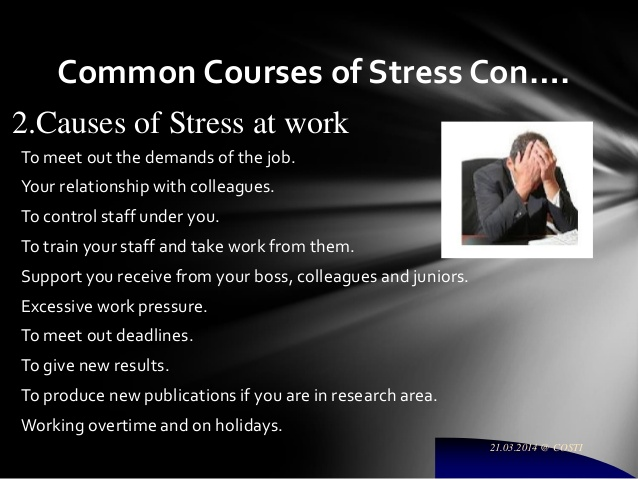 Common Courses of Stress Con….
2.Causes of Stress at work
To meet out the demands of the job.
Your relationship with colleagues.
To control staff under you.
To train your staff and take work from them.
Support you receive from your boss, colleagues and juniors.
Excessive work pressure.
To meet out deadlines.
To give new results.
To produce new publications if you are in research area.
Working overtime and on holidays.
21.03.2014 @ COSTI